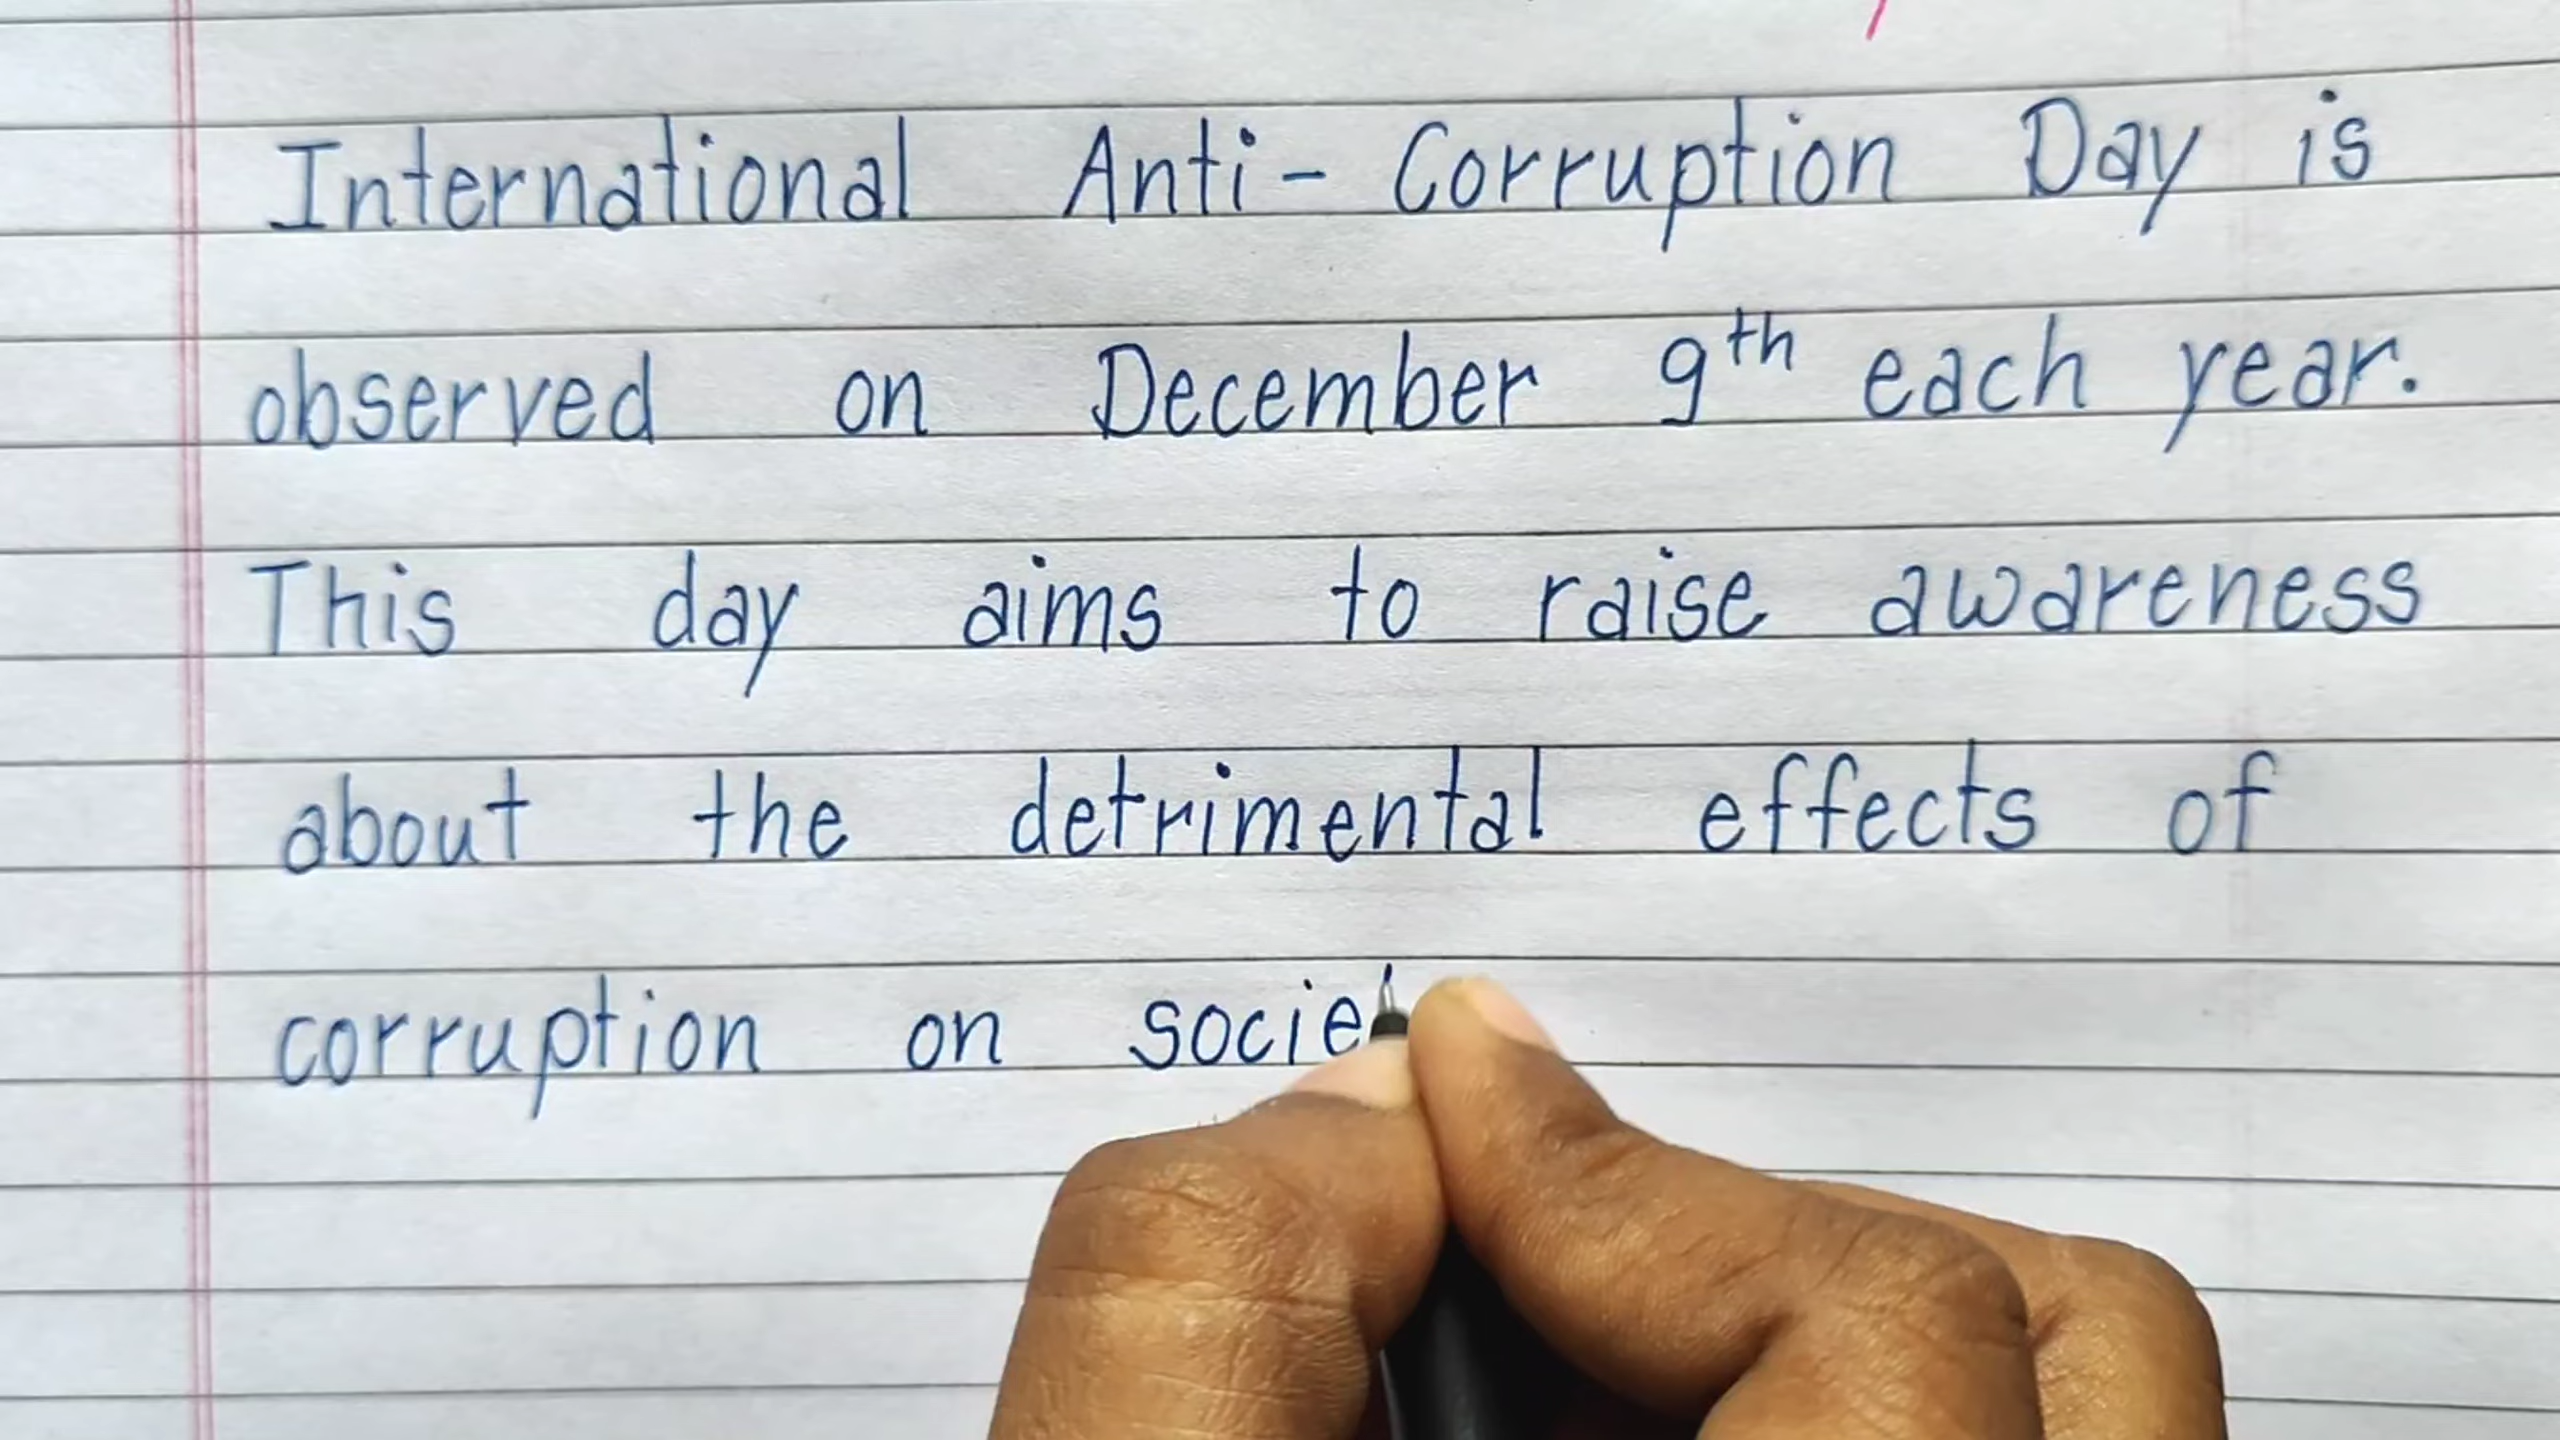 International Anti-Corruption Day is
observed on December 9th each year.
This day aims to raise awareness
about the detrimental effects of
corruption on socie